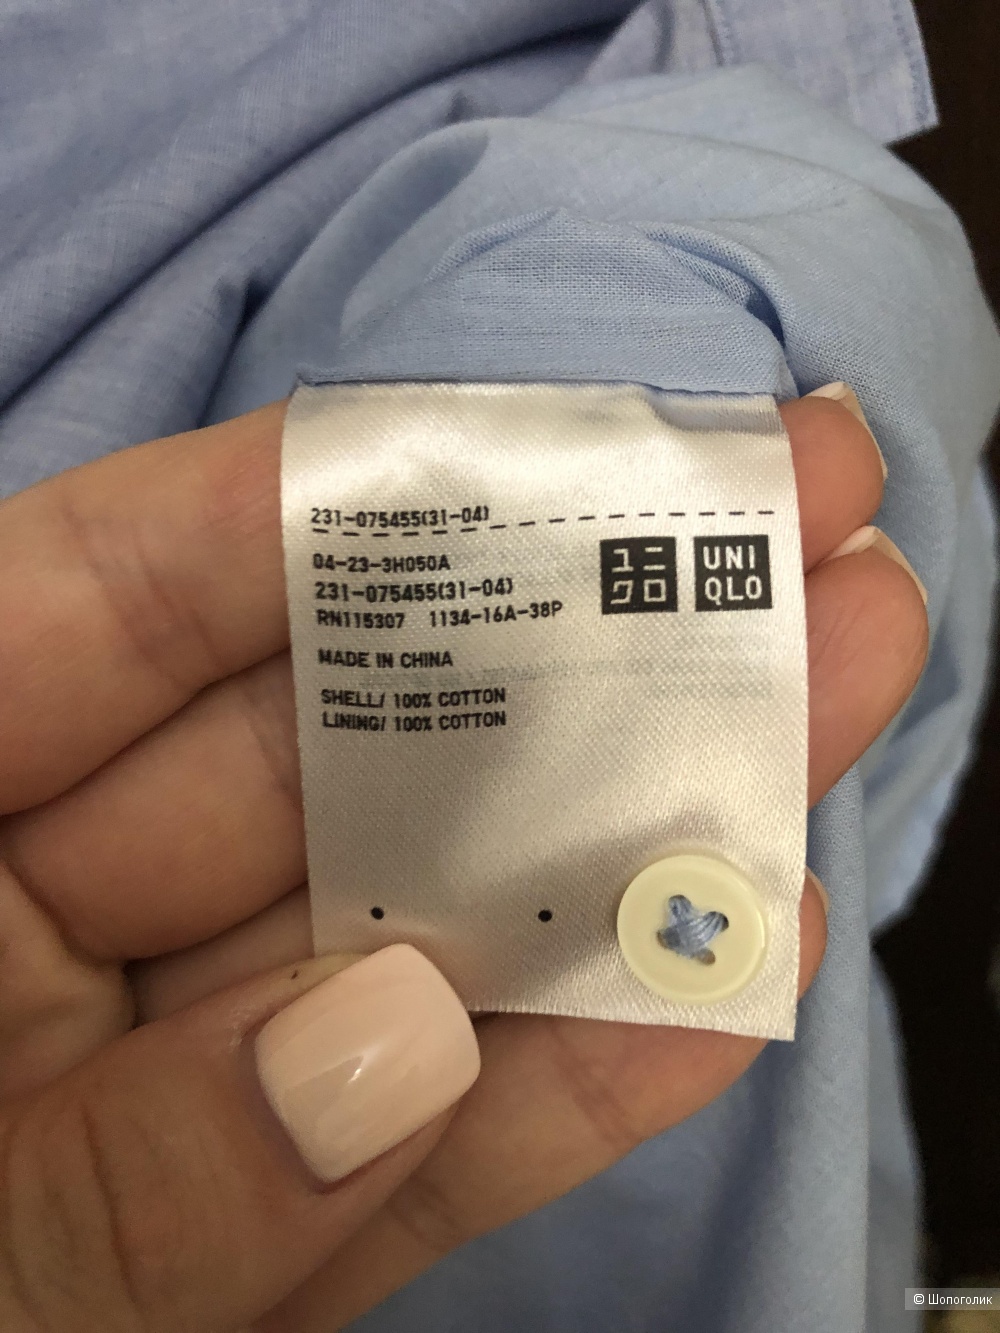 231-075455(31-04)
04-23-3H050A
231-075455(31-04)
RN115307 1134-16A-38P
ユニ
クロ
UNI
QLO
MADE IN CHINA
SHELL/ 100% COTTON
LINING/ 100% COTTON
© Шопоголик